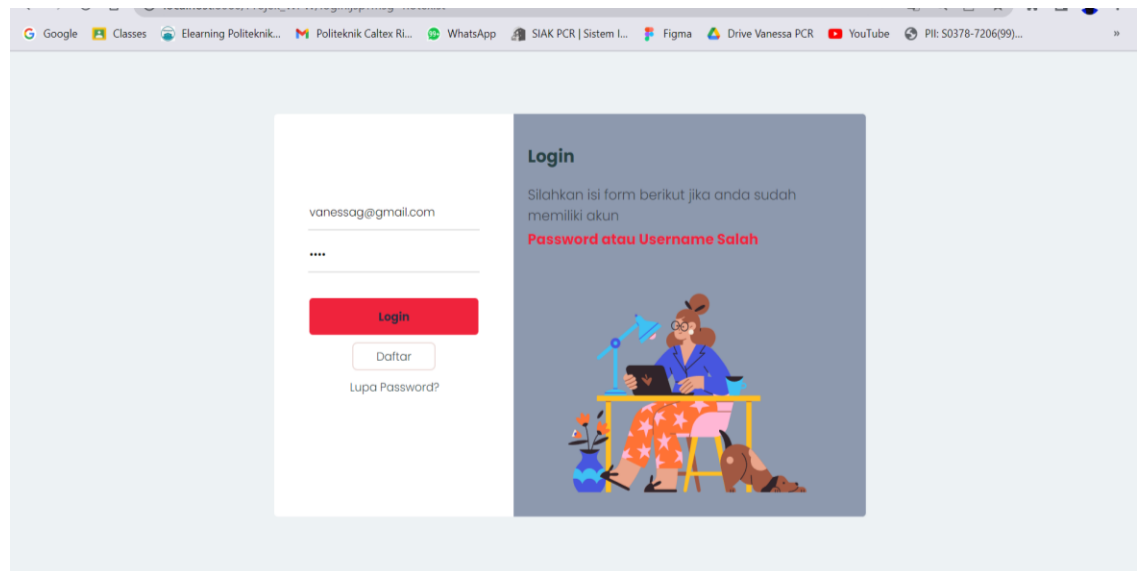 Google Classes Elearning Politeknik... Politeknik Caltex Ri... WhatsApp SIAK PCR | Sistem I... Figma Drive Vanessa PCR YouTube PII: S0378-7206(99)... »
Login
Silahkan isi form berikut jika anda sudah
memiliki akun
Password atau Username Salah
vanessag@gmail.com
••••
Login
Daftar
Lupa Password?